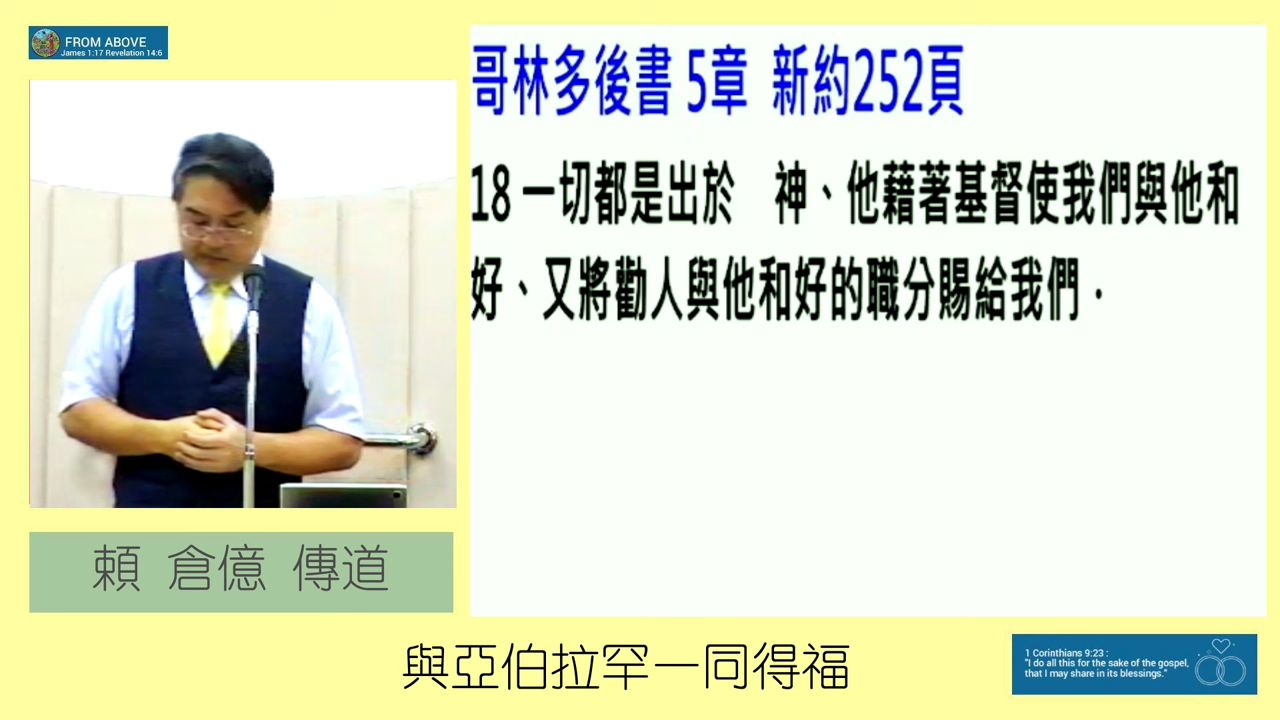 FROM ABOVE
James 1:17 Revelation 14:6
哥林多後書 5章 新約252頁
18 一切都是出於　神、他藉著基督使我們與他和
好、又將勸人與他和好的職分賜給我們．
賴 倉億 傳道
與亞伯拉罕一同得福
1 Corinthians 9:23 :
"I do all this for the sake of the gospel,
that I may share in its blessings."